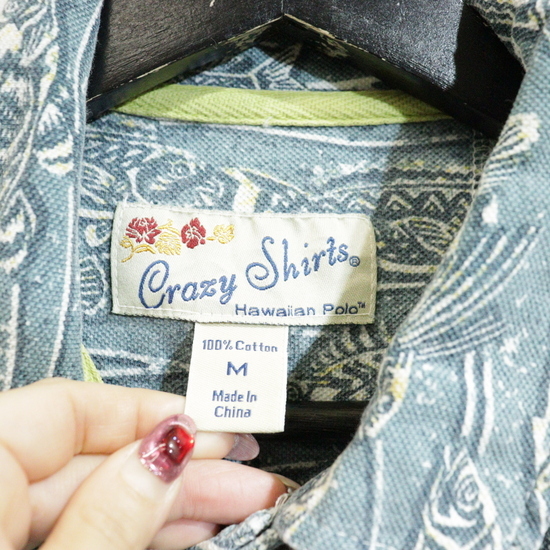 Crazy Shirts®
Hawaiian Polo™
100% Cotton
M
Made In
China